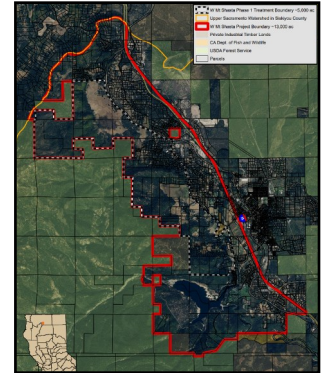 W Mt Shasta Phase 1 Treatment Boundary ~5,000 ac
Upper Sacramento Watershed in Siskiyou County
W Mt Shasta Project Boundary ~10,000 ac
Private Industrial Timber Lands
CA Dept. of Fish and Wildlife
USDA Forest Service
Parcels